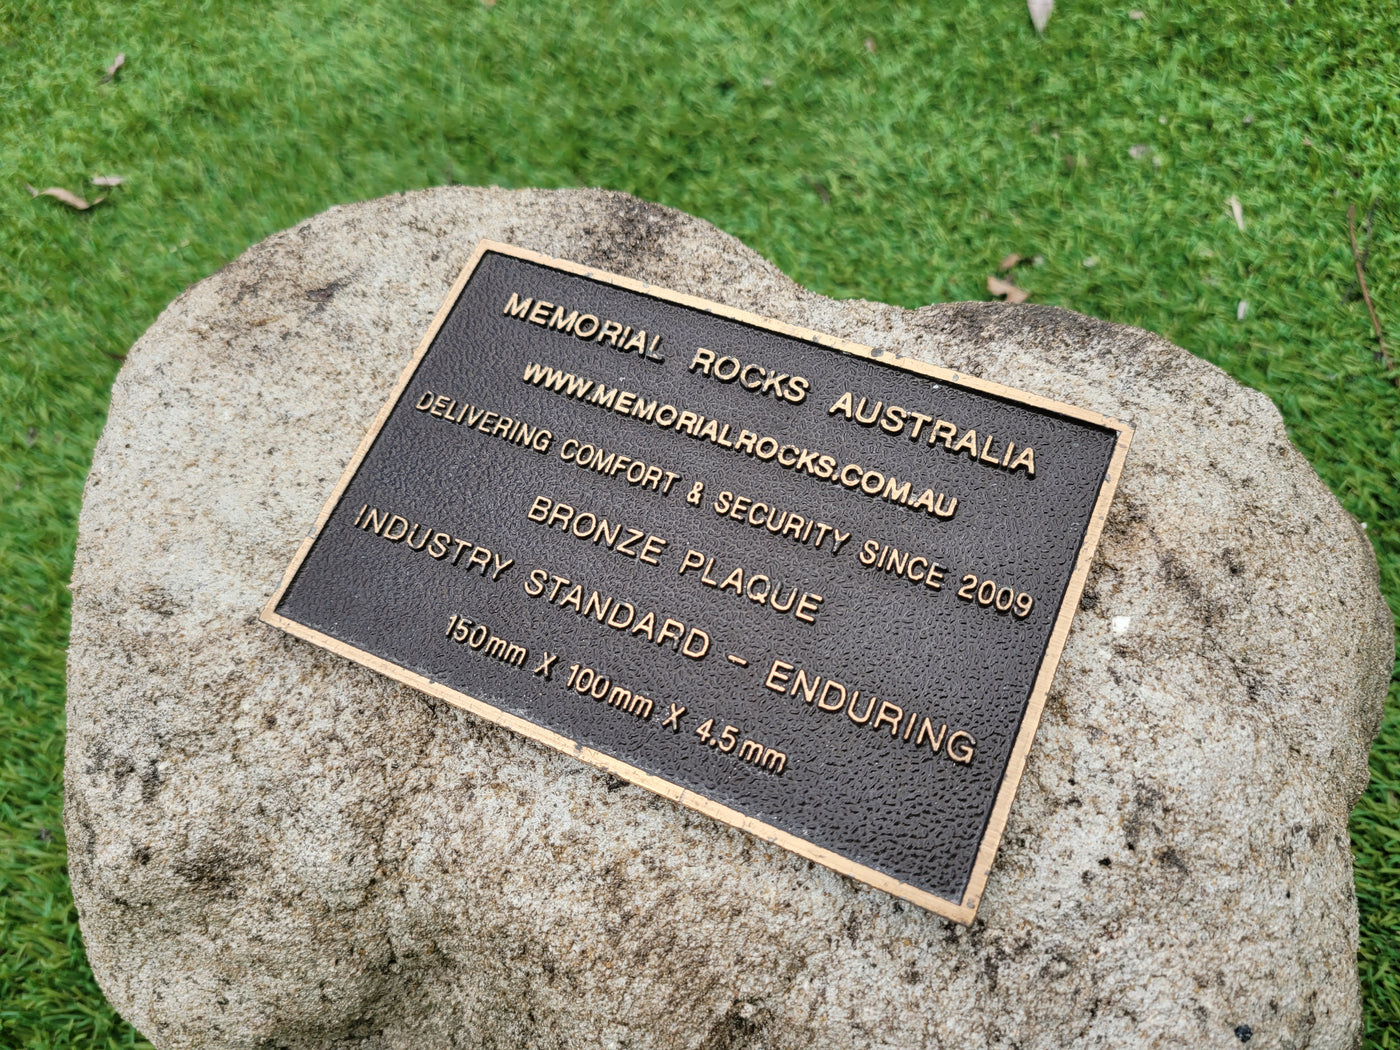 MEMORIAL ROCKS AUSTRALIA
WWW.MEMORIALROCKS.COM.AU
DELIVERING COMFORT & SECURITY SINCE 2009
BRONZE PLAQUE
INDUSTRY STANDARD - ENDURING
150mm X 100mm X 4.5mm